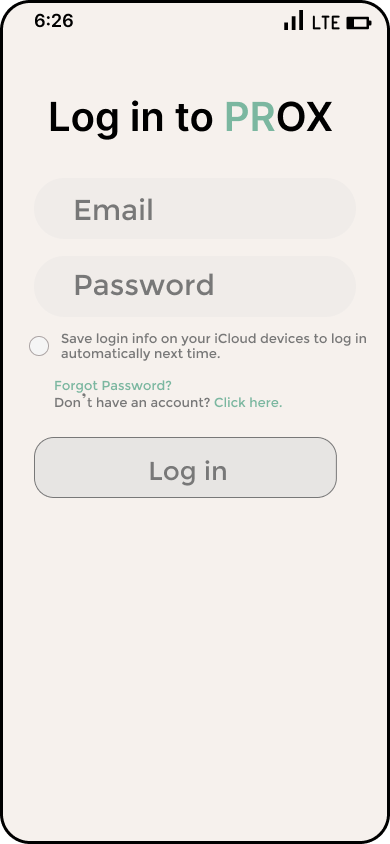 6:26 LTE
Log in to PROX
Email
Password
Save login info on your iCloud devices to log in
automatically next time.
Forgot Password?
Don't have an account? Click here.
Log in